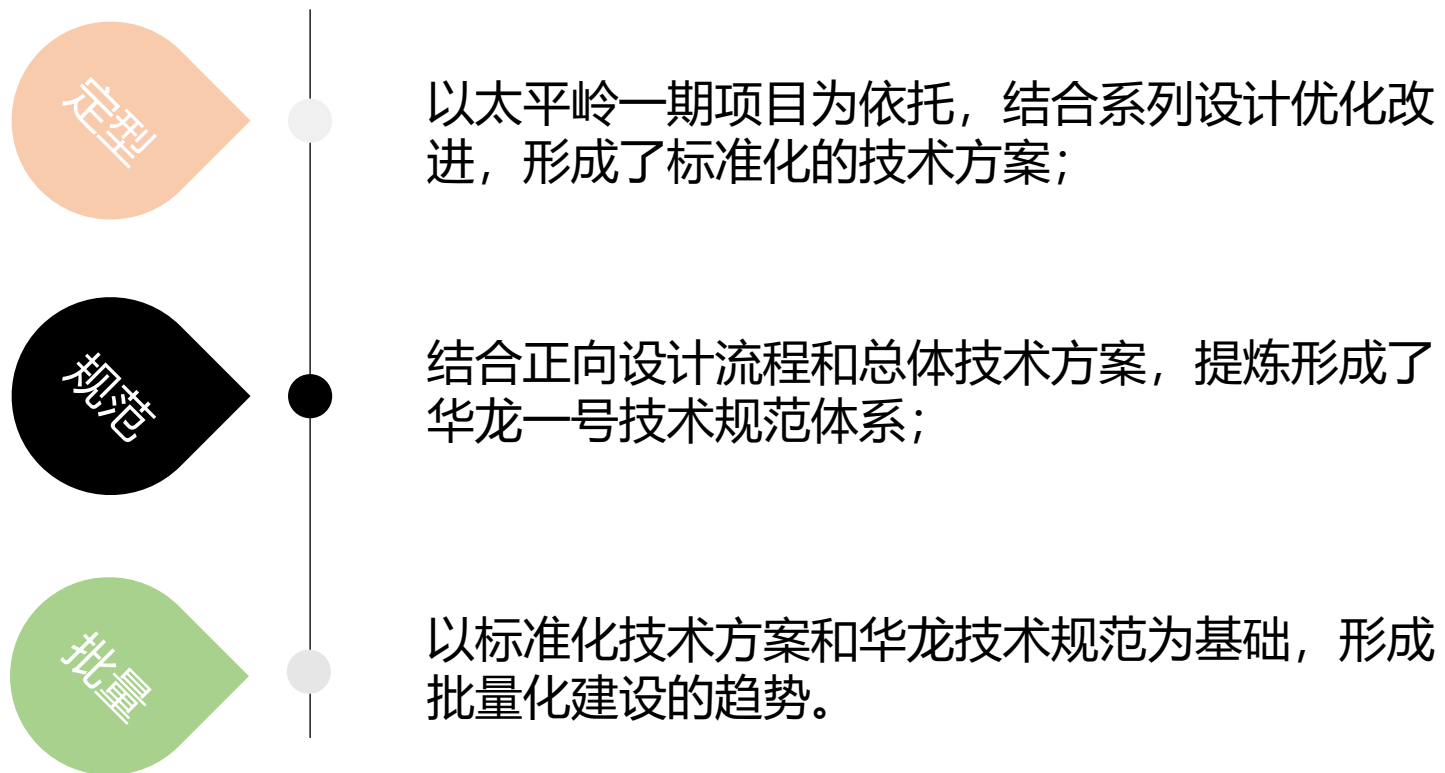 定型
以太平岭一期项目为依托，结合系列设计优化改
进，形成了标准化的技术方案；
规范
结合正向设计流程和总体技术方案，提炼形成了
华龙一号技术规范体系；
批量
以标准化技术方案和华龙技术规范为基础，形成
批量化建设的趋势。